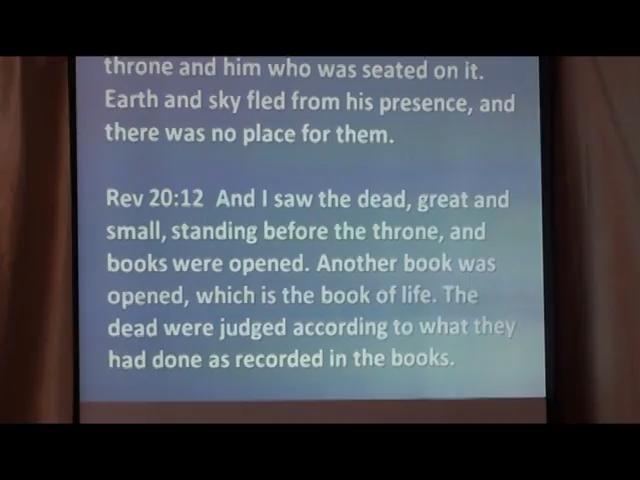 throne and him who was seated on it.
Earth and sky fled from his presence, and
there was no place for them.
Rev 20:12 And I saw the dead, great and
small, standing before the throne, and
books were opened. Another book was
opened, which is the book of life. The
dead were judged according to what they
had done as recorded in the books.